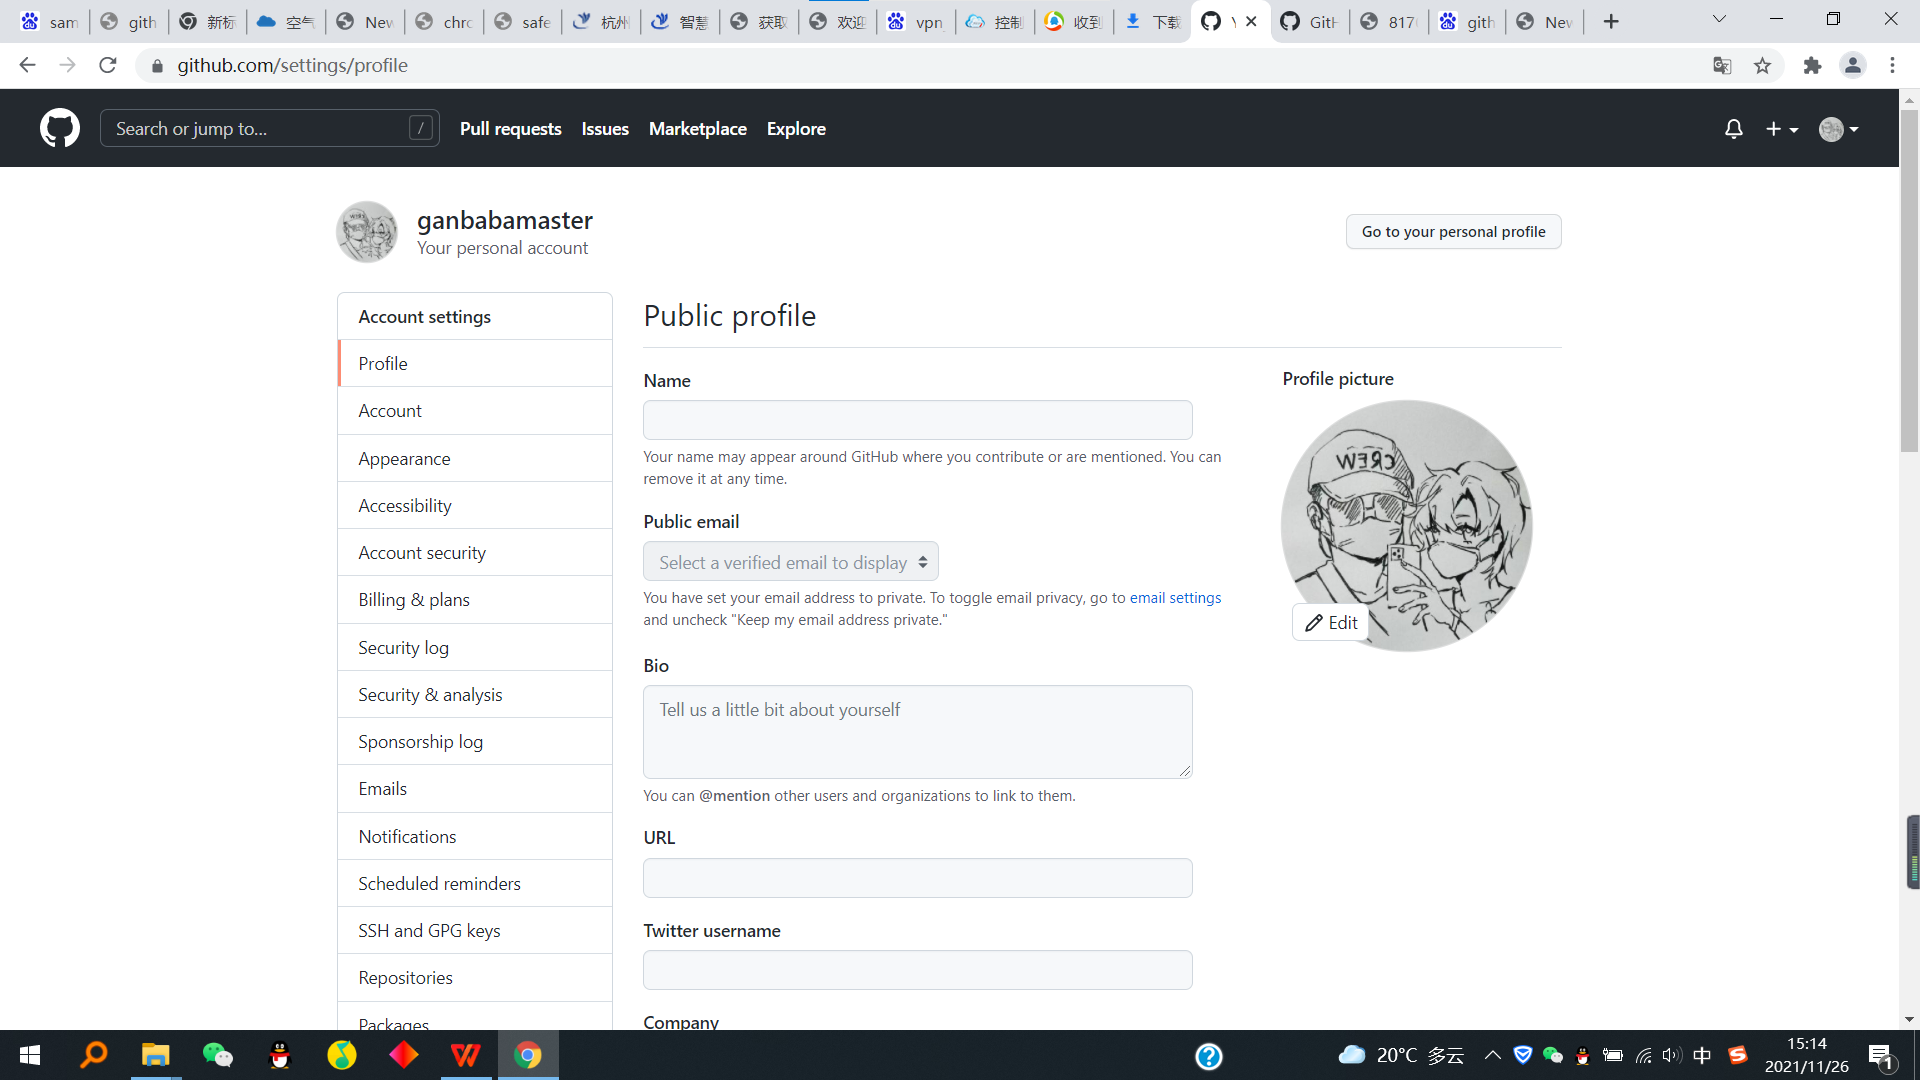 sam
gith
新标
空气
New
chro
safe
杭州
智慧
获取
欢迎
vpn
控制
收到
下载
Y
GitH
817
gith
New
github.com/settings/profile
Search or jump to... /
Pull requests Issues Marketplace Explore
ganbabamaster
Your personal account
Go to your personal profile
Account settings
Profile
Account
Appearance
Accessibility
Account security
Billing & plans
Security log
Security & analysis
Sponsorship log
Emails
Notifications
Scheduled reminders
SSH and GPG keys
Repositories
Packages
Public profile
Name
Your name may appear around GitHub where you contribute or are mentioned. You can
remove it at any time.
Public email
Select a verified email to display
You have set your email address to private. To toggle email privacy, go to email settings
and uncheck "Keep my email address private."
Bio
Tell us a little bit about yourself
You can @mention other users and organizations to link to them.
URL
Twitter username
Company
Profile picture
CREW
Edit
20°C 多云
中
15:14
2021/11/26
1